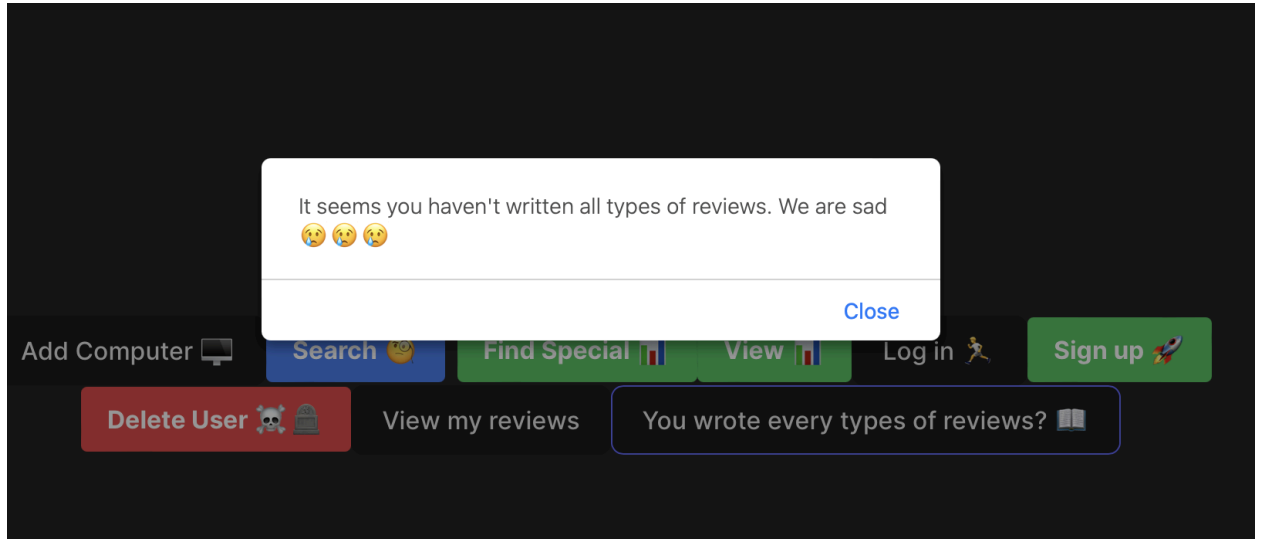 It seems you haven't written all types of reviews. We are sad
😢 😢 😢
Close
Add Computer 🖥️ Search 🧐 Find Special 📊 View 📊 Log in 🏃 Sign up 🚀
Delete User ☠️ 🪦 View my reviews You wrote every types of reviews? 📖